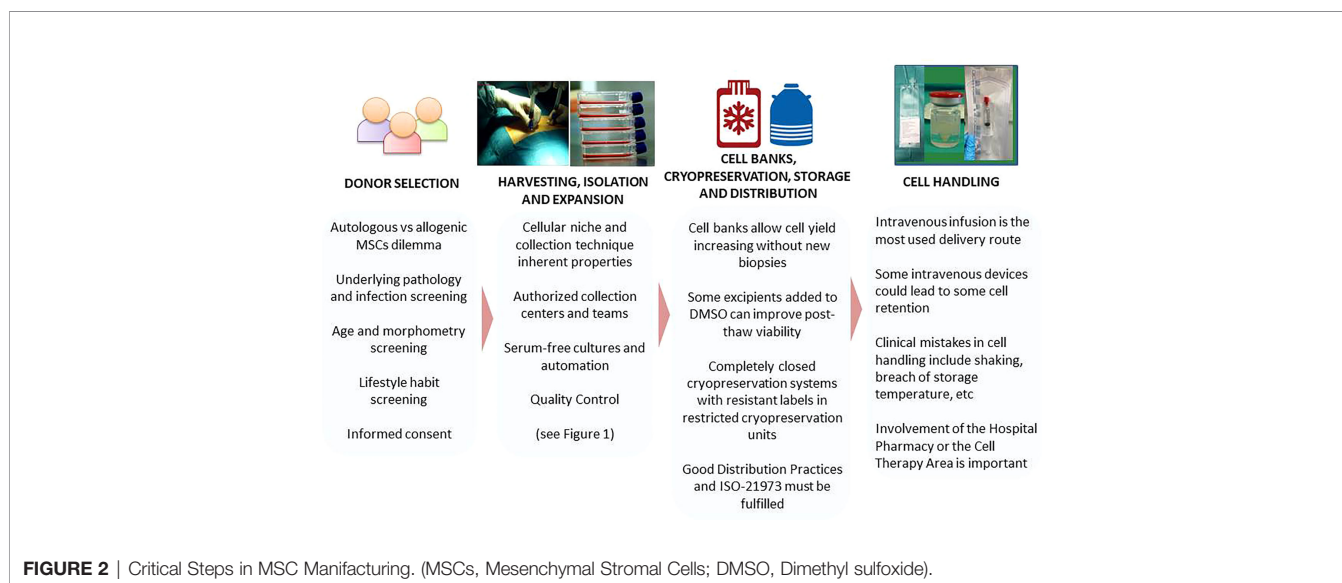 DONOR SELECTION
Autologous vs allogenic
MSCs dilemma
Underlying pathology
and infection screening
Age and morphometry
screening
Lifestyle habit
screening
Informed consent
HARVESTING, ISOLATION
AND EXPANSION
Cellular niche and
collection technique
inherent properties
Authorized collection
centers and teams
Serum-free cultures and
automation
Quality Control
(see Figure 1)
CELL BANKS,
CRYOPRESERVATION, STORAGE
AND DISTRIBUTION
Cell banks allow cell yield
increasing without new
biopsies
Some excipients added to
DMSO can improve post-
thaw viability
Completely closed
cryopreservation systems
with resistant labels in
restricted cryopreservation
units
Good Distribution Practices
and ISO-21973 must be
fulfilled
CELL HANDLING
Intravenous infusion is the
most used delivery route
Some intravenous devices
could lead to some cell
retention
Clinical mistakes in cell
handling include shaking,
breach of storage
temperature, etc
Involvement of the Hospital
Pharmacy or the Cell
Therapy Area is important
FIGURE 2 | Critical Steps in MSC Manifacturing. (MSCs, Mesenchymal Stromal Cells; DMSO, Dimethyl sulfoxide).